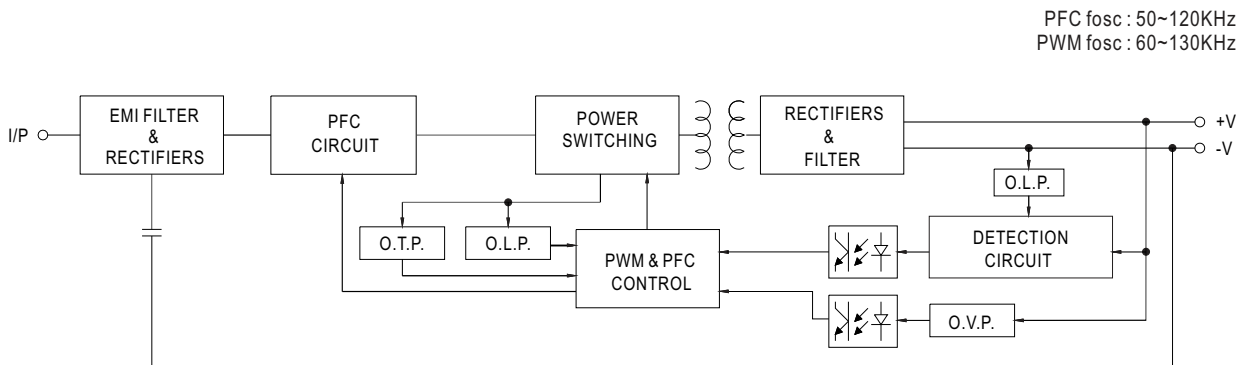 PFC fosc : 50~120KHz
PWM fosc : 60~130KHz
I/P
EMI FILTER
&
RECTIFIERS
PFC
CIRCUIT
POWER
SWITCHING
RECTIFIERS
&
FILTER
+V
-V
O.L.P.
O.T.P.
O.L.P.
PWM & PFC
CONTROL
DETECTION
CIRCUIT
O.V.P.